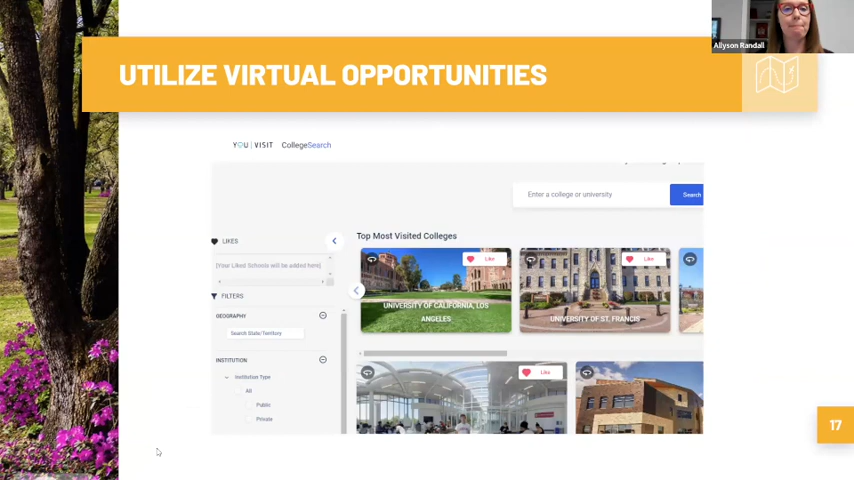 Allyson Randall
UTILIZE VIRTUAL OPPORTUNITIES
YOU | VISIT CollegeSearch
Enter a college or university
Search
LIKES
[Your Liked Schools will be added here]
FILTERS
GEOGRAPHY
Search State/Territory
INSTITUTION
Institution Type
All
Public
Private
Top Most Visited Colleges
Like
UNIVERSITY OF CALIFORNIA, LOS
ANGELES
Like
UNIVERSITY OF ST. FRANCIS
Like
17